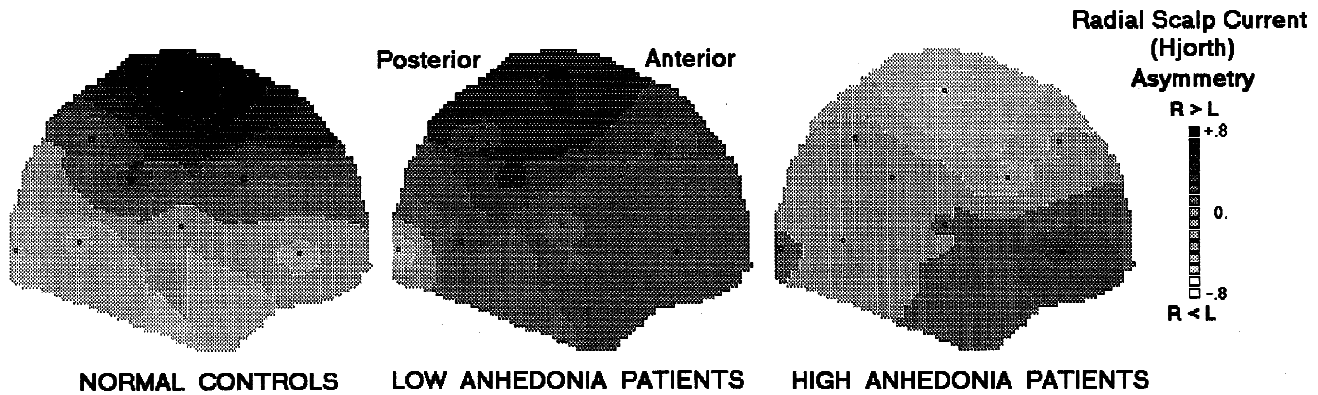 Radial Scalp Current
(Hjorth)
Asymmetry
Posterior
Anterior
R > L
+.8
0.
-.8
R < L
NORMAL CONTROLS
LOW ANHEDONIA PATIENTS
HIGH ANHEDONIA PATIENTS